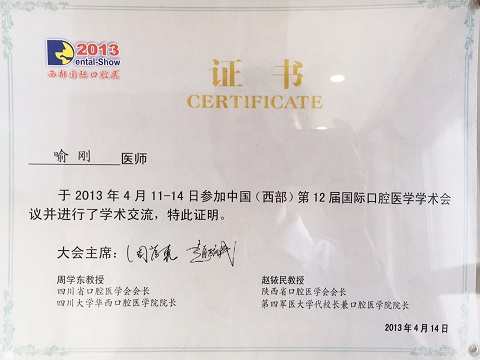 2013
Dental-Show
西部国际口腔展
证书
CERTIFICATE
喻刚 医师
于 2013 年 4 月 11-14 日参加中国（西部）第 12 届国际口腔医学学术会
议并进行了学术交流，特此证明。
大会主席：
周学东教授
四川省口腔医学会会长
四川大学华西口腔医学院院长
赵铱民教授
陕西省口腔医学会会长
第四军医大学代校长兼口腔医学院院长
2013 年 4 月 14 日